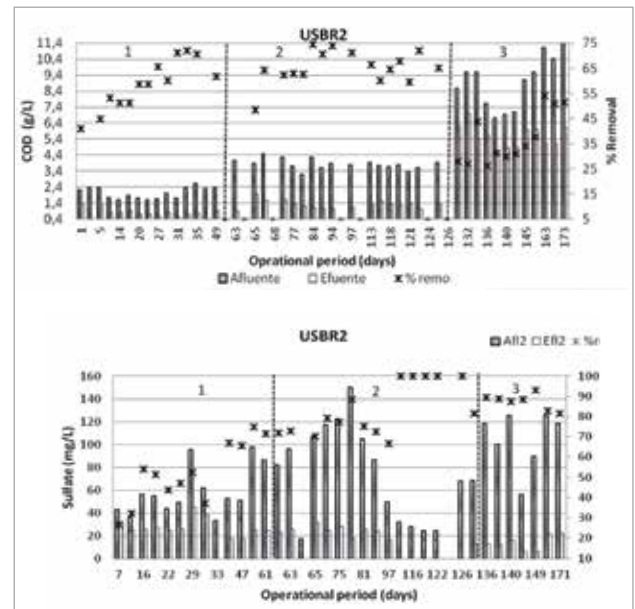 USBR2
11,4 75
1 2 3
10,4
9,4 65
8,4 55
7,4
6,4 45
5,4 35
4,4
3,4 25
2,4 15
1,4
0,4 5
COD (g/L)
% Removal
1 5 14 20 27 31 35 49 63 65 68 77 84 94 97 113 118 121 124 126 132 136 140 145 163 173
Oprational period (days)
Afluente Efuente % remo
USBR2
Afl2 Efl2 %r
160 100
1 2 3
140 90
120 80
100 70
80 60
50
60 40
40 30
20 20
0 10
Sulfate (mg/L)
7 16 22 29 33 47 61 63 65 75 81 97 116 122 126 136 140 149 171
Operational period (days)